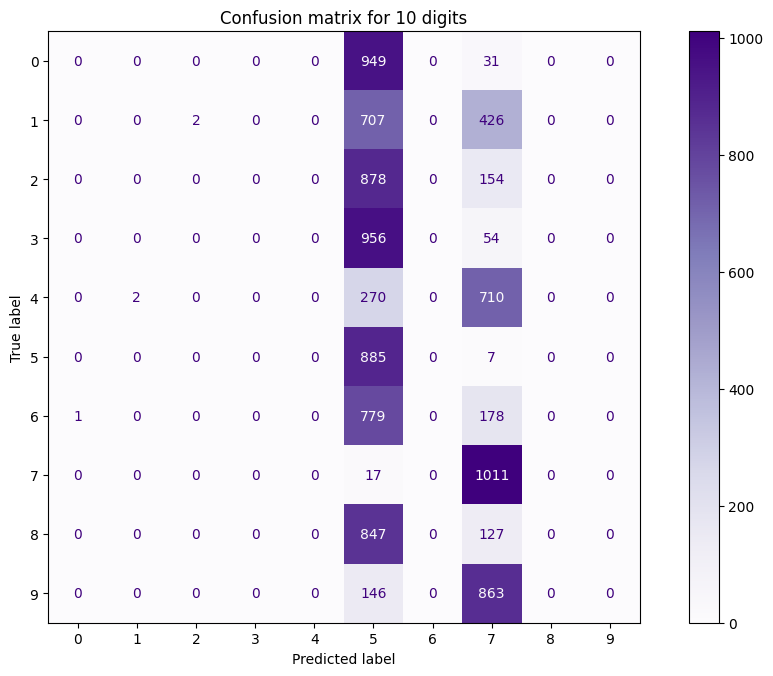 Confusion matrix for 10 digits
0 0 0 0 0 0 949 0 31 0 0
1 0 0 2 0 0 707 0 426 0 0
2 0 0 0 0 0 878 0 154 0 0
3 0 0 0 0 0 956 0 54 0 0
4 0 2 0 0 0 270 0 710 0 0
5 0 0 0 0 0 885 0 7 0 0
6 1 0 0 0 0 779 0 178 0 0
7 0 0 0 0 0 17 0 1011 0 0
8 0 0 0 0 0 847 0 127 0 0
9 0 0 0 0 0 146 0 863 0 0
0 1 2 3 4 5 6 7 8 9
Predicted label
True label
1000
800
600
400
200
0